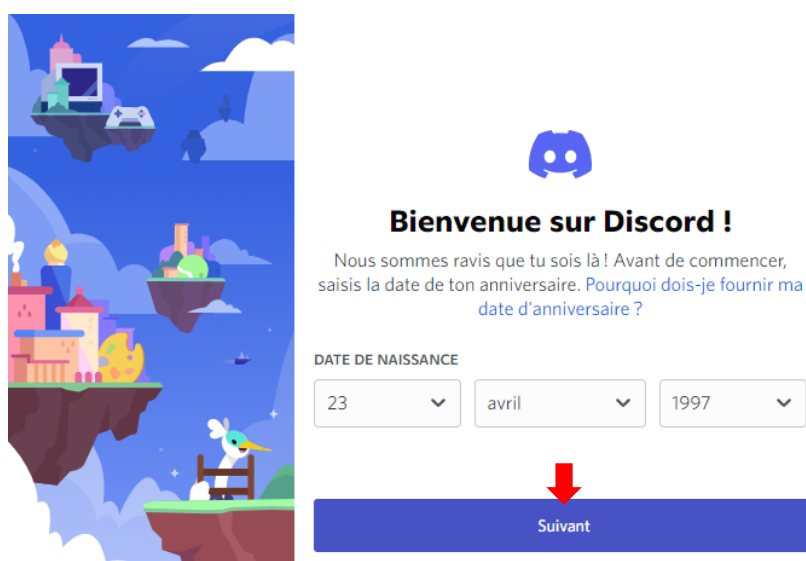 Bienvenue sur Discord !
Nous sommes ravis que tu sois là ! Avant de commencer,
saisis la date de ton anniversaire. Pourquoi dois-je fournir ma
date d'anniversaire ?
DATE DE NAISSANCE
23 avril 1997
Suivant